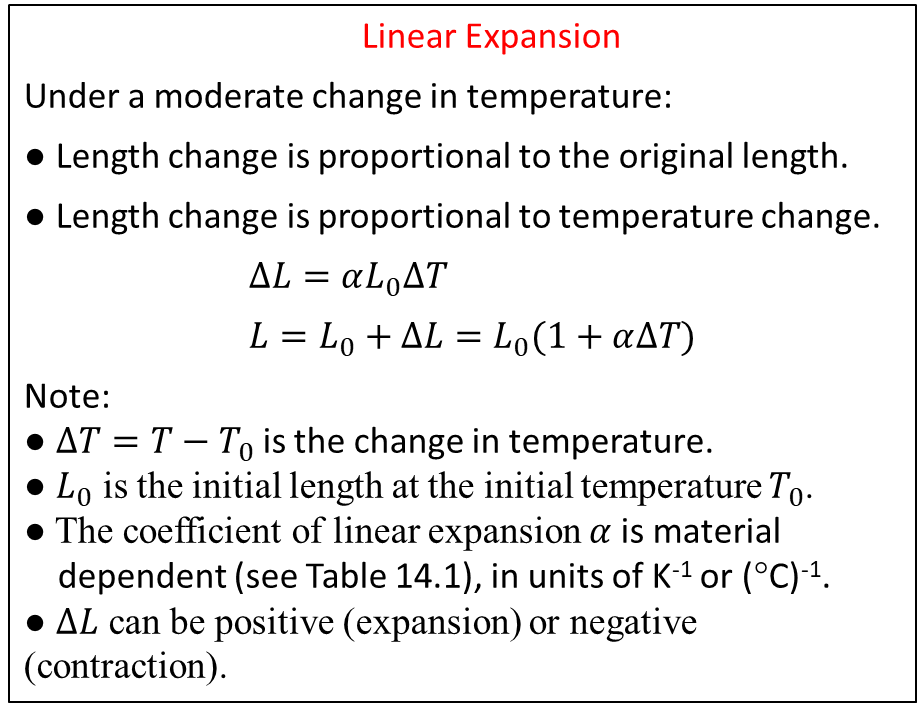 Linear Expansion
Under a moderate change in temperature:
● Length change is proportional to the original length.
● Length change is proportional to temperature change.
Δ𝐿 = 𝛼𝐿₀Δ𝑇
𝐿 = 𝐿₀ + Δ𝐿 = 𝐿₀(1 + 𝛼Δ𝑇)
Note:
● Δ𝑇 = 𝑇 − 𝑇₀ is the change in temperature.
● 𝐿₀ is the initial length at the initial temperature 𝑇₀.
● The coefficient of linear expansion 𝛼 is material
dependent (see Table 14.1), in units of K⁻¹ or (°C)⁻¹.
● Δ𝐿 can be positive (expansion) or negative
(contraction).